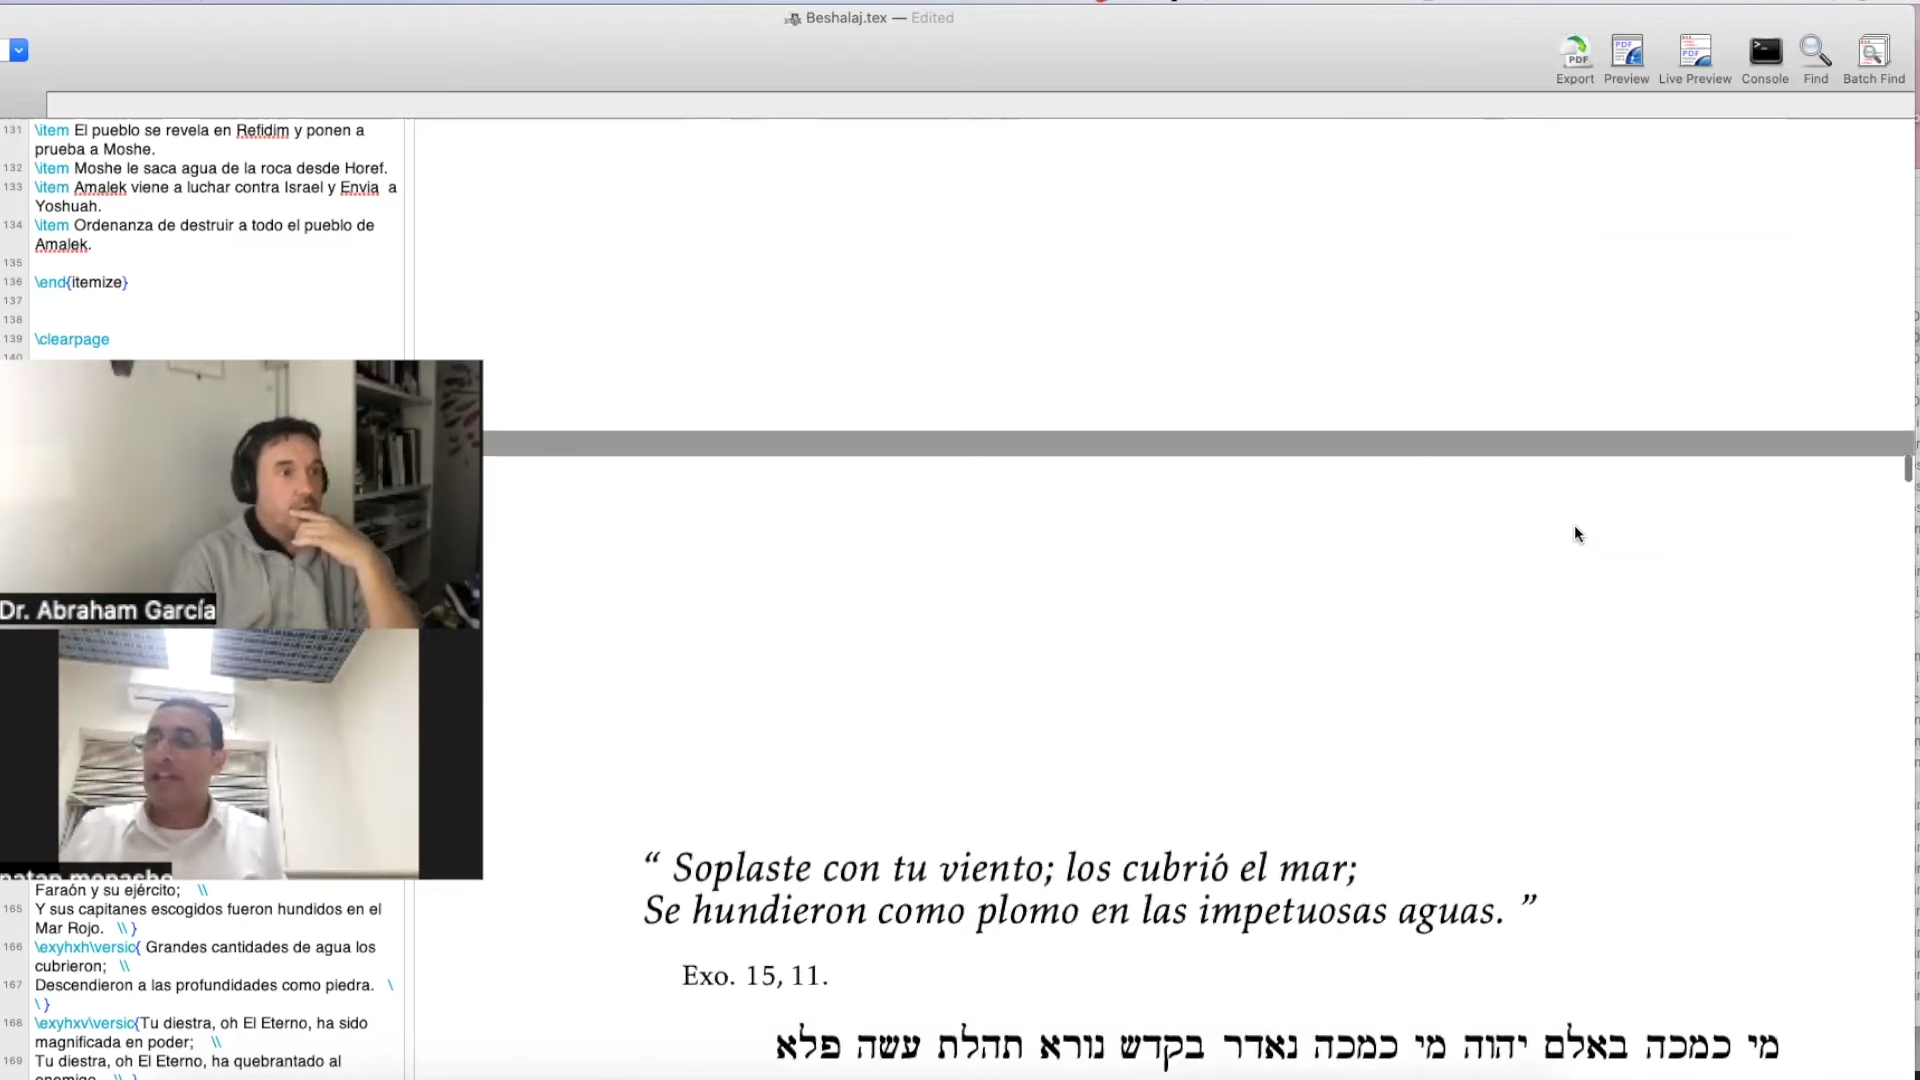 Beshalaj.tex — Edited
Export Preview Live Preview Console Find Batch Find
131 \item El pueblo se revela en Refidim y ponen a
prueba a Moshe.
132 \item Moshe le saca agua de la roca desde Horef.
133 \item Amalek viene a luchar contra Israel y Envia a
Yoshuah.
134 \item Ordenanza de destruir a todo el pueblo de
Amalek.
135
136 \end{itemize}
137
138
139 \clearpage
140
Dr. Abraham García
Faraón y su ejército; \\
165 Y sus capitanes escogidos fueron hundidos en el
Mar Rojo. \\ }
166 \exyhxh\versic{ Grandes cantidades de agua los
cubrieron; \\
167 Descendieron a las profundidades como piedra. \
\ }
168 \exyhxv\versic{Tu diestra, oh El Eterno, ha sido
magnificada en poder; \\
169 Tu diestra, oh El Eterno, ha quebrantado al
“ Soplaste con tu viento; los cubrió el mar;
Se hundieron como plomo en las impetuosas aguas. ”
Exo. 15, 11.
מי כמכה באלם יהוה מי כמכה נאדר בקדש נורא תהלת עשה פלא